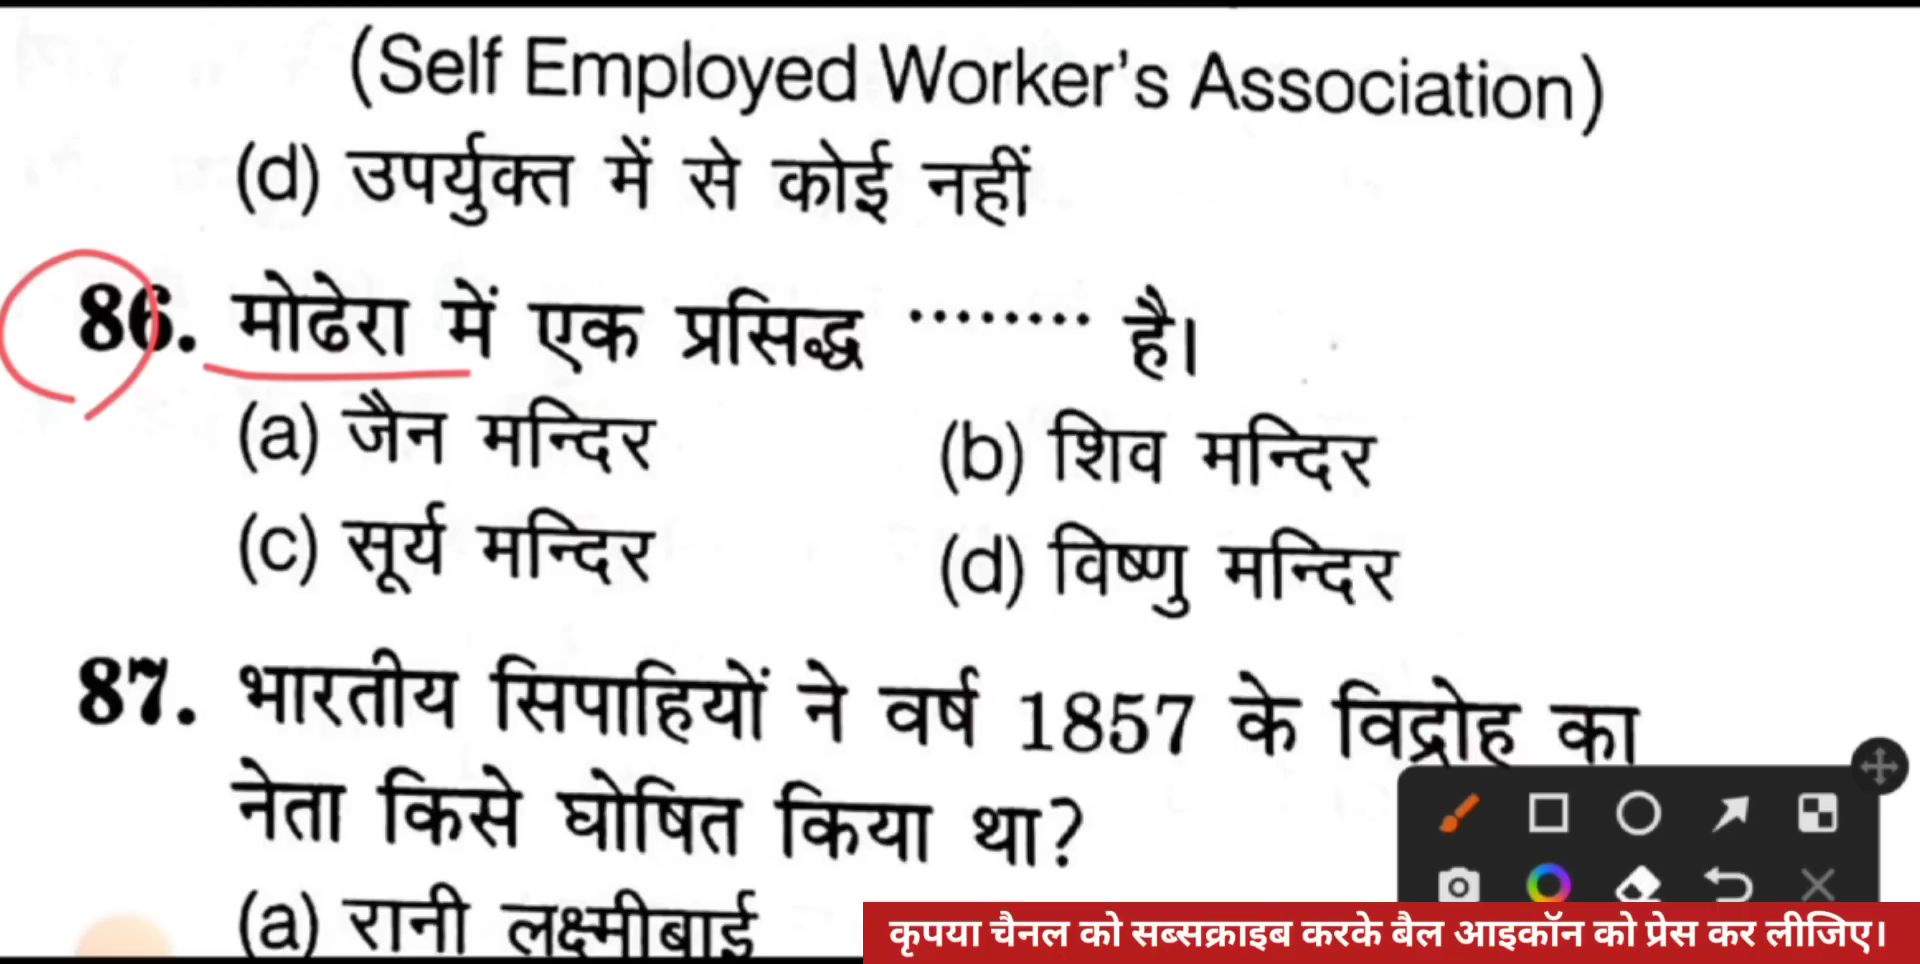 (Self Employed Worker's Association)
(d) उपर्युक्त में से कोई नहीं
86. मोढेरा में एक प्रसिद्ध ........ है।
(a) जैन मन्दिर (b) शिव मन्दिर
(c) सूर्य मन्दिर (d) विष्णु मन्दिर
87. भारतीय सिपाहियों ने वर्ष 1857 के विद्रोह का
नेता किसे घोषित किया था?
(a) रानी लक्ष्मीबाई
कृपया चैनल को सब्सक्राइब करके बैल आइकॉन को प्रेस कर लीजिए।